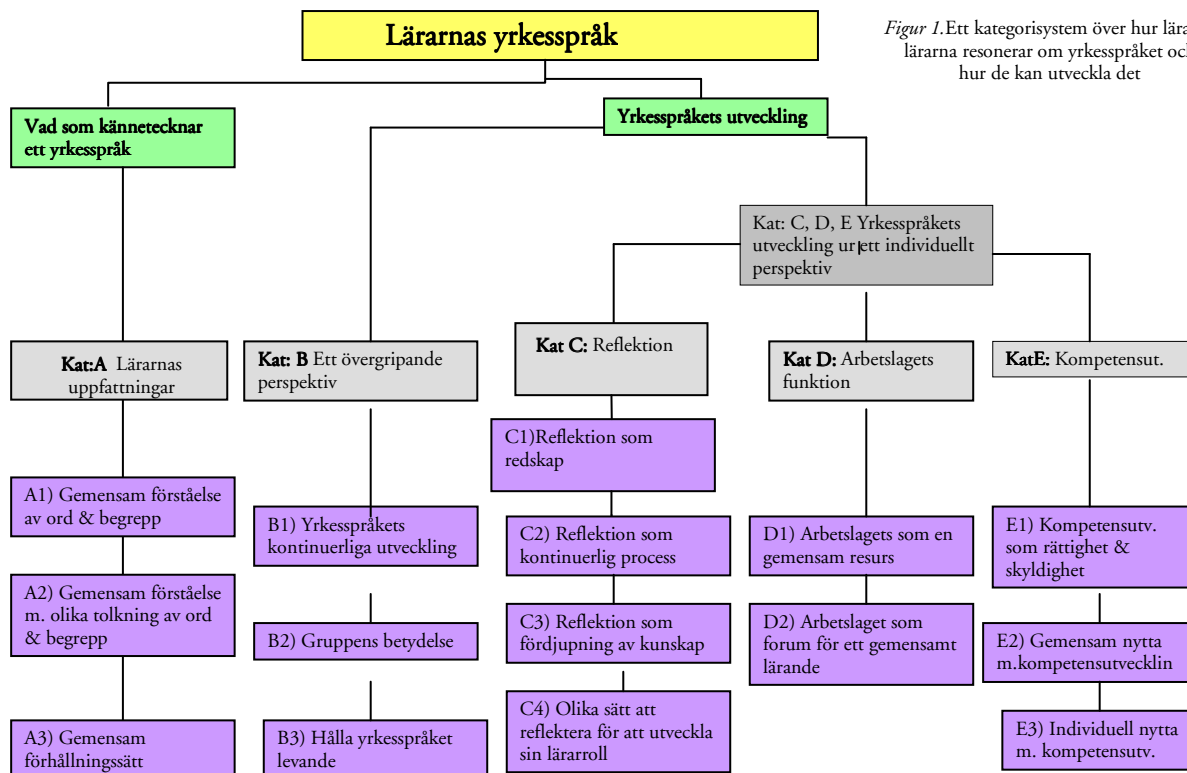 Lärarnas yrkesspråk
Figur 1.Ett kategorisystem över hur lära
lärarna resonerar om yrkesspråket och
hur de kan utveckla det
Vad som kännetecknar
ett yrkesspråk
Yrkesspråkets utveckling
Kat: C, D, E Yrkesspråkets
utveckling ur ett individuellt
perspektiv
Kat:A Lärarnas
uppfattningar
Kat: B Ett övergripande
perspektiv
Kat C: Reflektion
Kat D: Arbetslagets
funktion
KatE: Kompetensut.
A1) Gemensam förståelse
av ord & begrepp
A2) Gemensam förståelse
m. olika tolkning av ord
& begrepp
A3) Gemensam
förhållningssätt
B1) Yrkesspråkets
kontinuerliga utveckling
B2) Gruppens betydelse
B3) Hålla yrkesspråket
levande
C1)Reflektion som
redskap
C2) Reflektion som
kontinuerlig process
C3) Reflektion som
fördjupning av kunskap
C4) Olika sätt att
reflektera för att utveckla
sin lärarroll
D1) Arbetslagets som en
gemensam resurs
D2) Arbetslaget som
forum för ett gemensamt
lärande
E1) Kompetensutv.
som rättighet &
skyldighet
E2) Gemensam nytta
m.kompetensutvecklin
E3) Individuell nytta
m. kompetensutv.